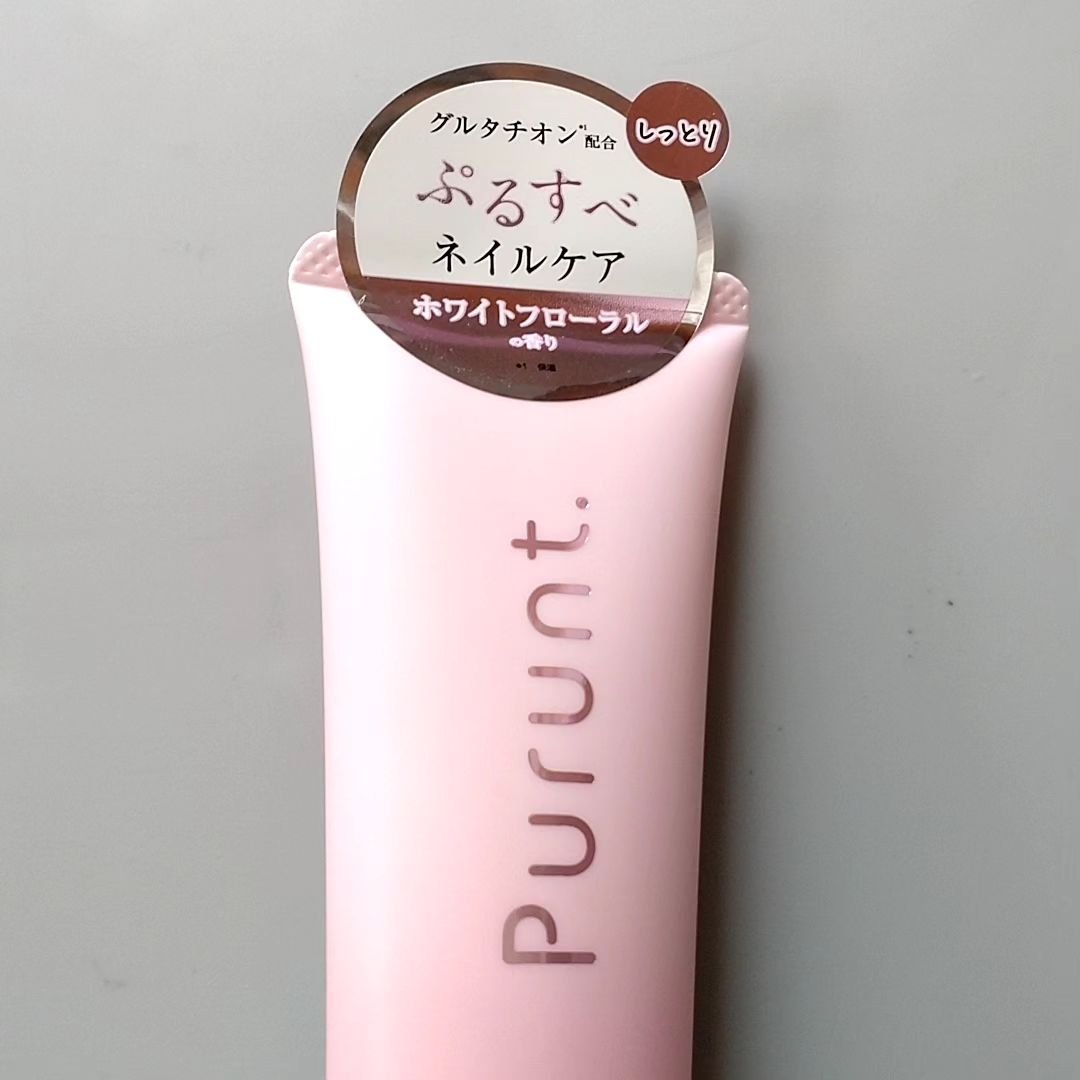 グルタチオン*1配合
しっとり
ぷるすべ
ネイルケア
ホワイトフローラル
の香り
*1 保湿
Purunt.